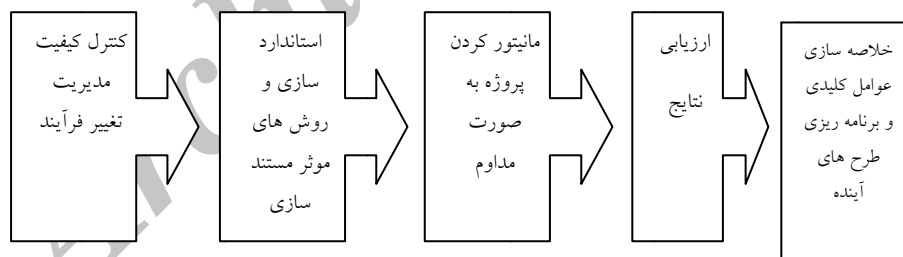 کنترل کیفیت
مدیریت
تغییر فرآیند
استاندارد
سازی و
روش های
موثر مستند
سازی
مانیتور کردن
پروژه به
صورت
مداوم
ارزیابی
نتایج
خلاصه سازی
عوامل کلیدی
و برنامه ریزی
طرح های
آینده